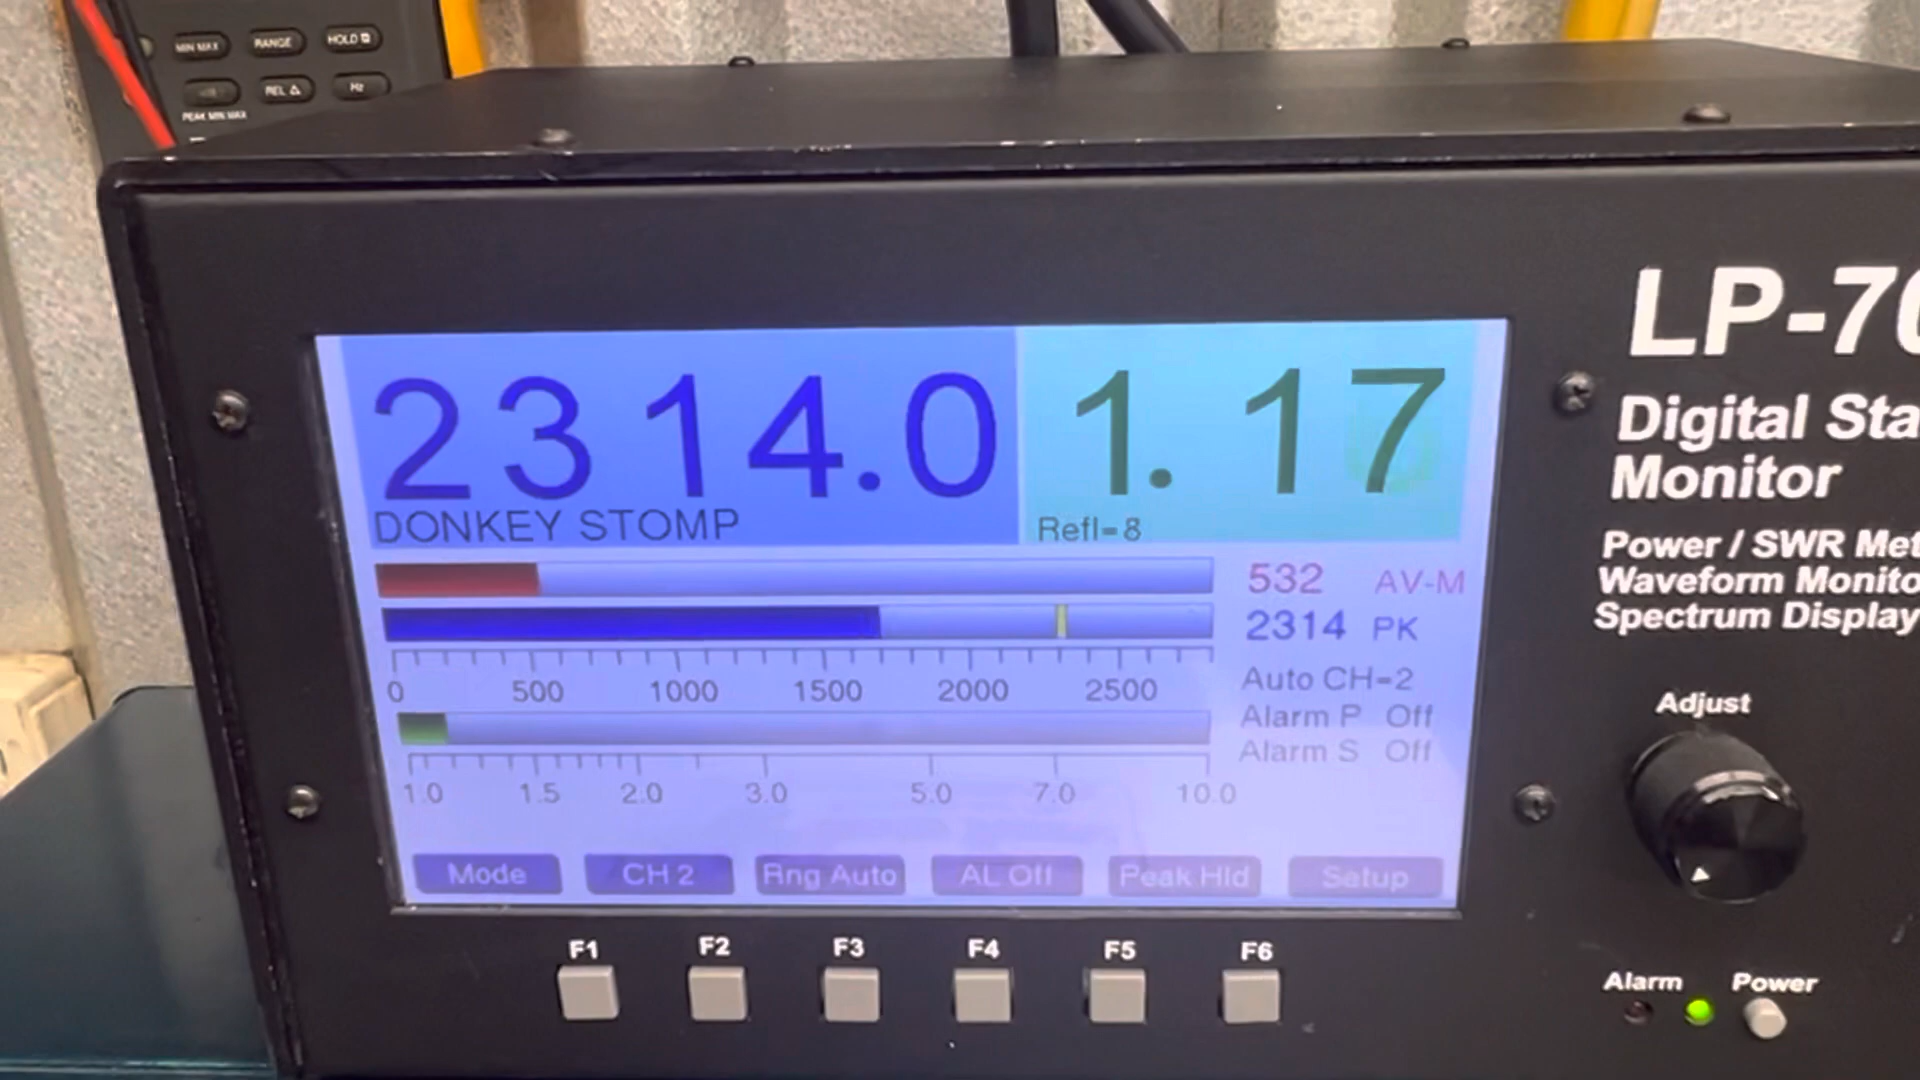 MIN MAX RANGE HOLD
REL △ Hz
PEAK MIN MAX
LP-70
Digital Sta
Monitor
Power / SWR Met
Waveform Monito
Spectrum Display
2314.0 1.17
DONKEY STOMP Refl=8
532 AV-M
2314 PK
0 500 1000 1500 2000 2500
Auto CH=2
Alarm P Off
Alarm S Off
1.0 1.5 2.0 3.0 5.0 7.0 10.0
Mode CH 2 Rng Auto AL Off Peak Hld Setup
F1 F2 F3 F4 F5 F6
Adjust
Alarm Power